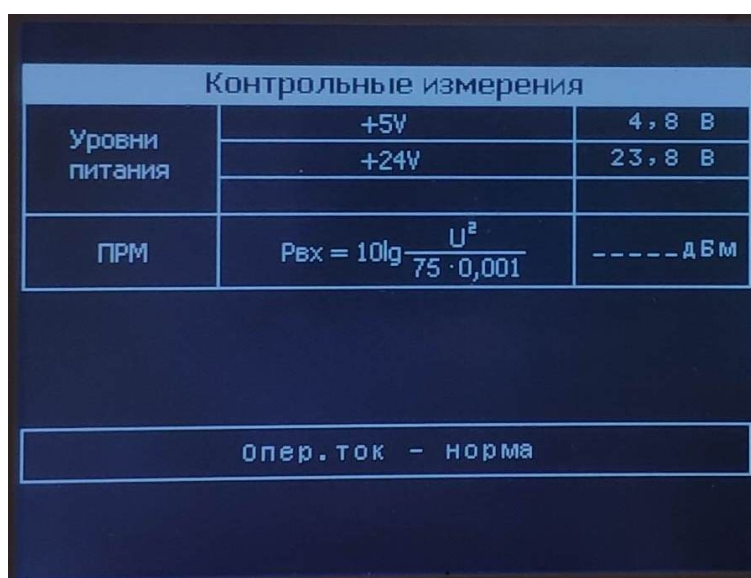 Контрольные измерения
Уровни питания
+5V
4,8 В
+24V
23,8 В
ПРМ
Pвх = 10lg U² / 75 · 0,001
-----дБм
Опер.ток - норма